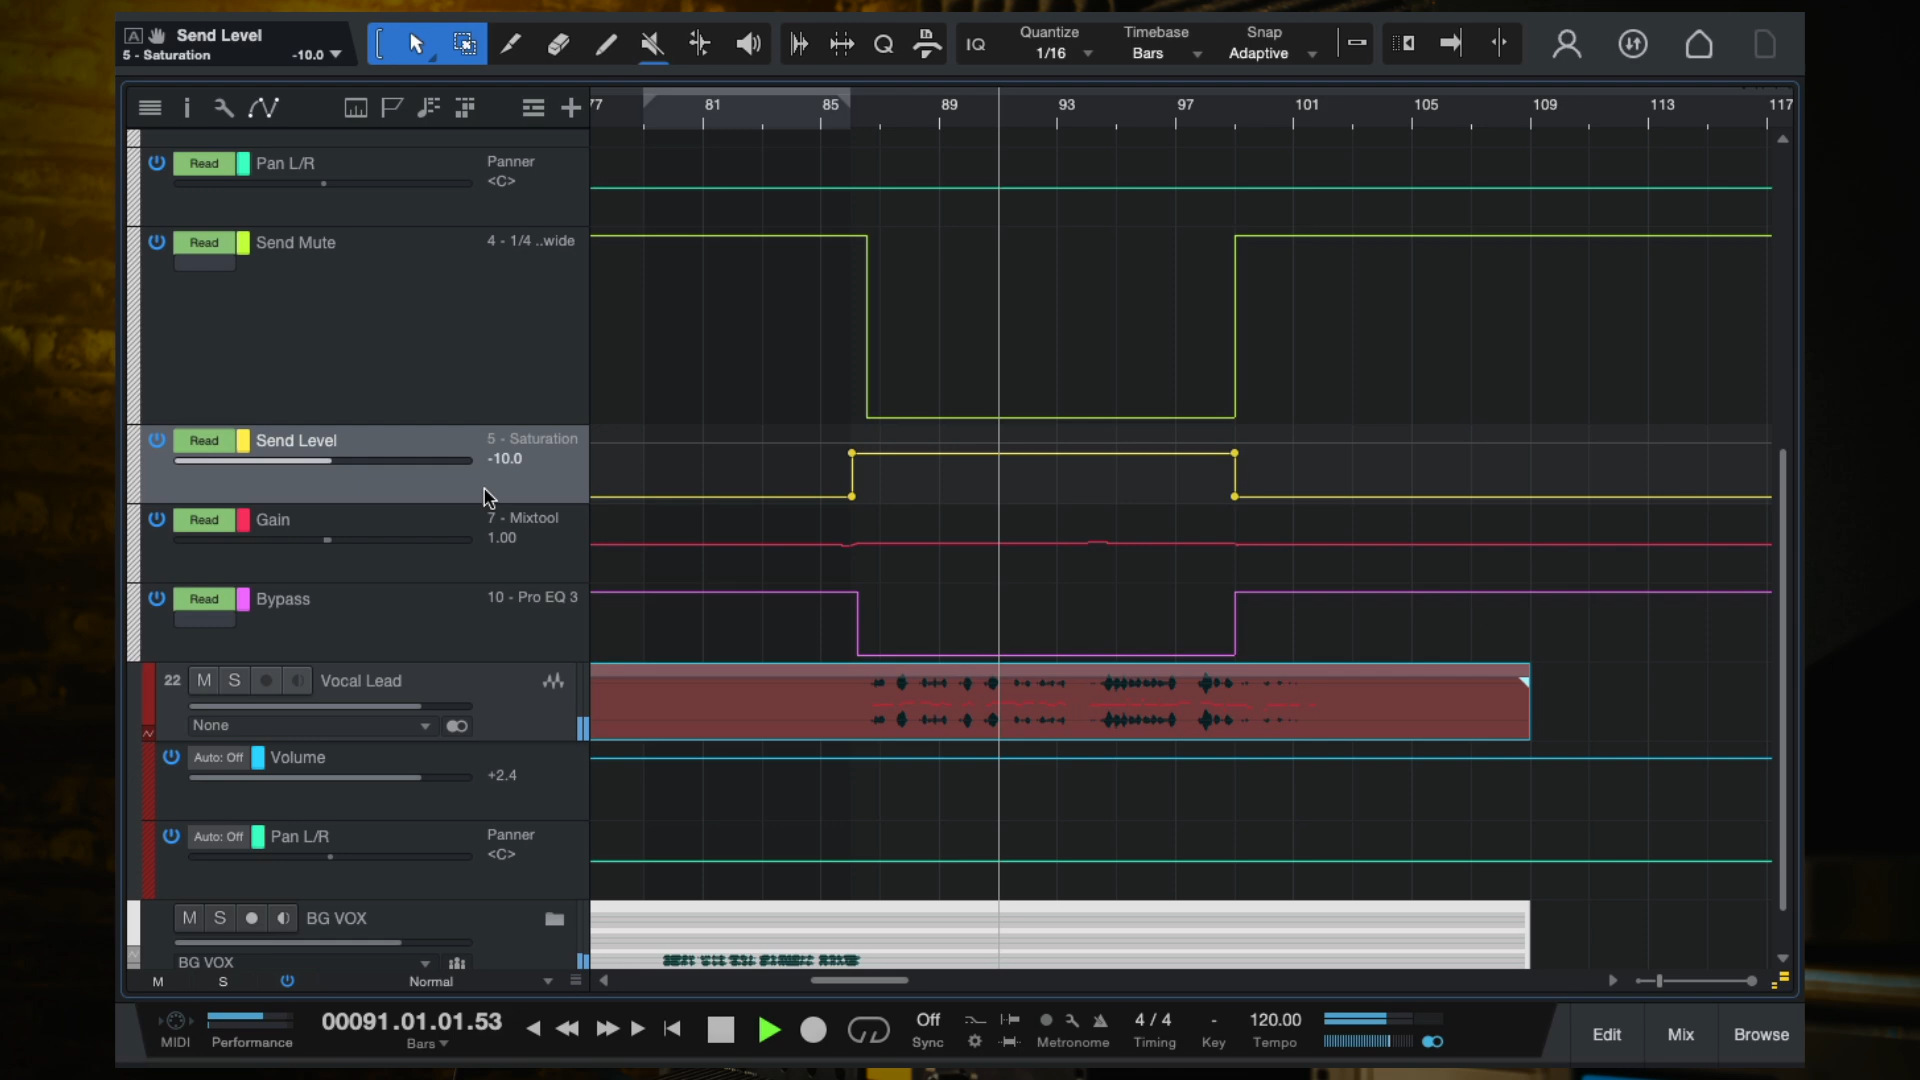 A Send Level
5 - Saturation -10.0
IQ
Quantize
1/16
Timebase
Bars
Snap
Adaptive
77 81 85 89 93 97 101 105 109 113 117
Read Pan L/R Panner
<C>
Read Send Mute 4 - 1/4 ..wide
Read Send Level 5 - Saturation
-10.0
Read Gain 7 - Mixtool
1.00
Read Bypass 10 - Pro EQ 3
22 M S Vocal Lead
None
Auto: Off Volume
+2.4
Auto: Off Pan L/R Panner
<C>
M S BG VOX
BG VOX
M S Normal
MIDI
Performance
00091.01.01.53
Bars
Off
Sync
Metronome
4 / 4
Timing
-
Key
120.00
Tempo
Edit
Mix
Browse